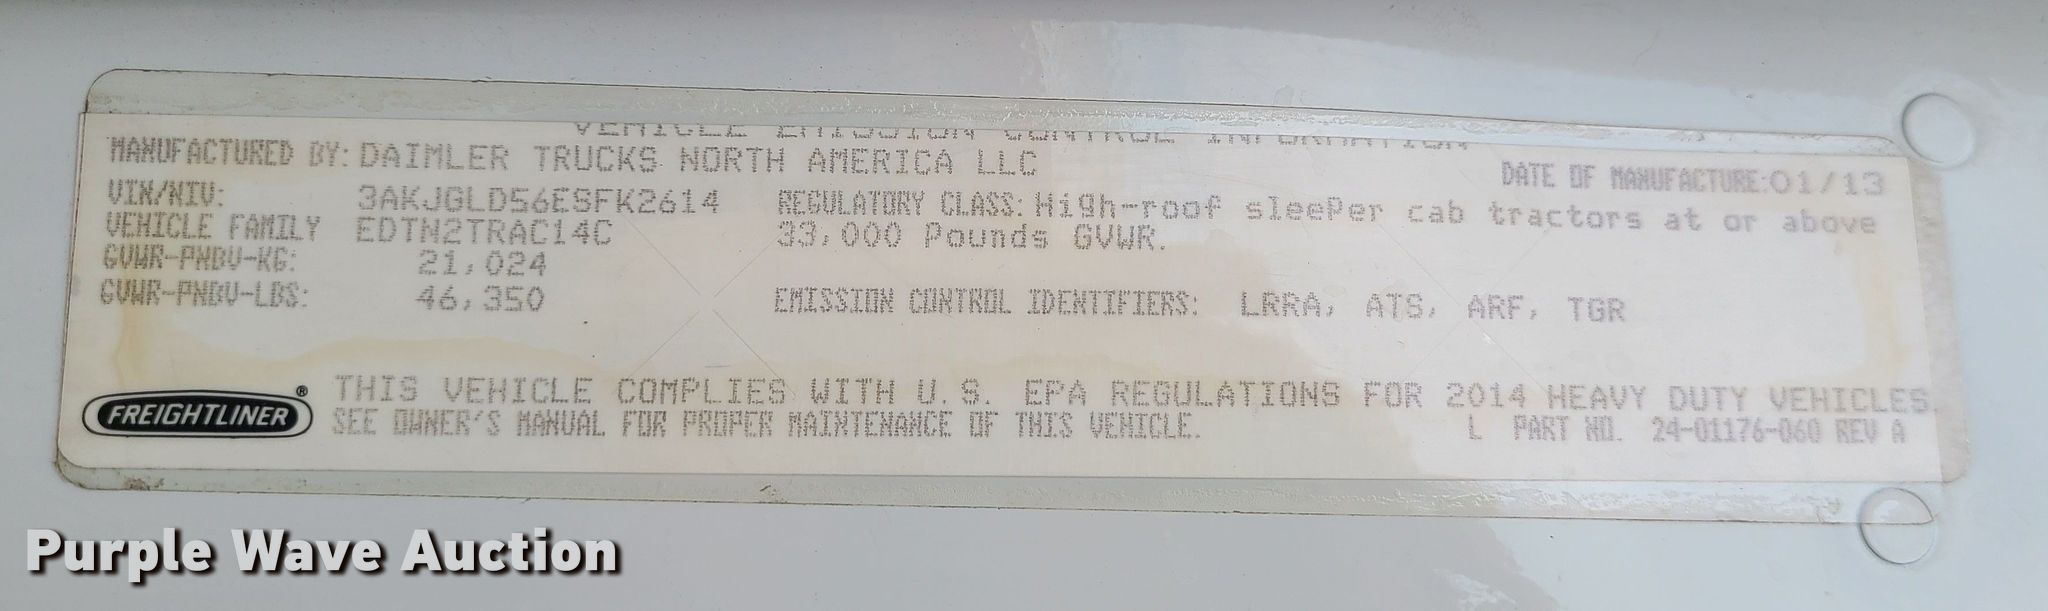 VEHICLE EMISSION CONTROL INFORMATION
MANUFACTURED BY: DAIMLER TRUCKS NORTH AMERICA LLC
DATE OF MANUFACTURE: 01/13
VIN/NIV: 3AKJGLD56ESFK2614
REGULATORY CLASS: High-roof sleeper cab tractors at or above
VEHICLE FAMILY EDTN2TRAC14C
33,000 Pounds GVWR.
GVWR-PNBV-KG: 21,024
GVWR-PNBV-LBS: 46,350
EMISSION CONTROL IDENTIFIERS: LRRA, ATS, ARF, TGR
FREIGHTLINER®
THIS VEHICLE COMPLIES WITH U.S. EPA REGULATIONS FOR 2014 HEAVY DUTY VEHICLES.
SEE OWNER'S MANUAL FOR PROPER MAINTENANCE OF THIS VEHICLE.
L PART NO. 24-01176-060 REV A
Purple Wave Auction